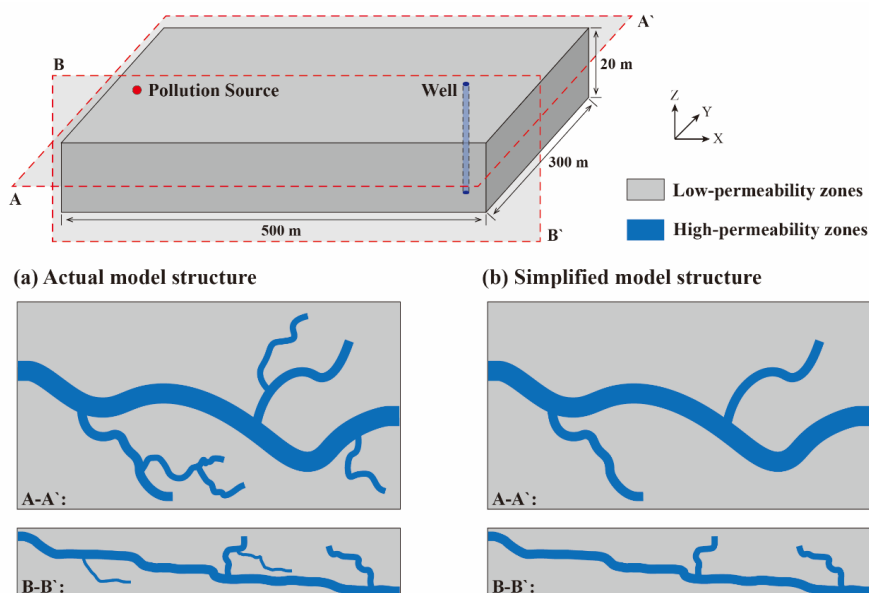 A`
B
20 m
Pollution Source
Well
Z
Y
X
300 m
A
Low-permeability zones
500 m
B`
High-permeability zones
(a) Actual model structure
(b) Simplified model structure
A-A`:
A-A`:
B-B`:
B-B`: